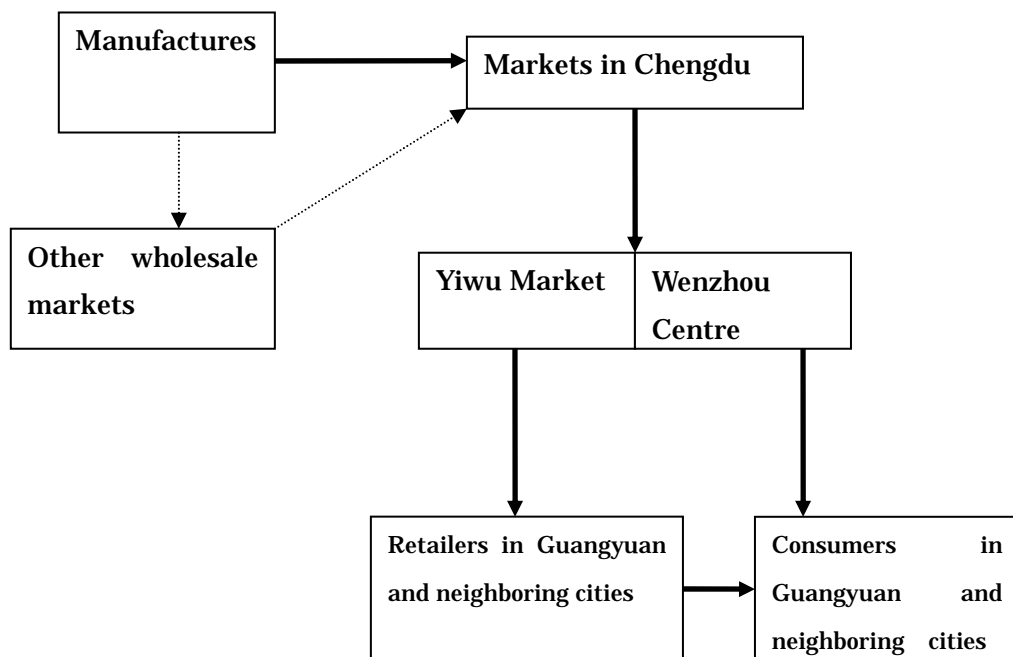 Manufactures
Markets in Chengdu
Other wholesale
markets
Yiwu Market
Wenzhou
Centre
Retailers in Guangyuan
and neighboring cities
Consumers in
Guangyuan and
neighboring cities